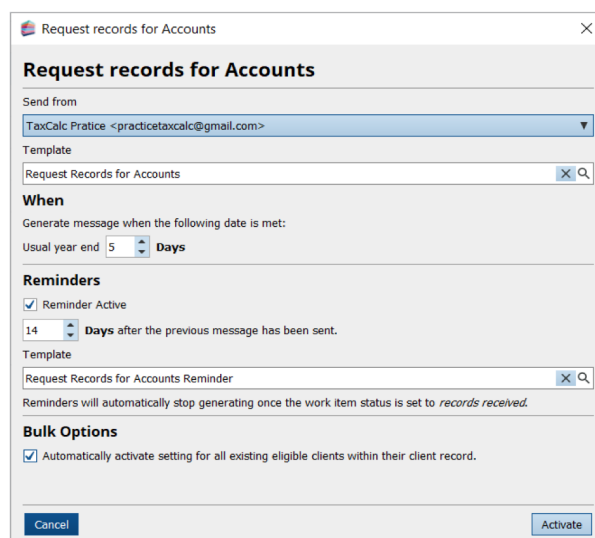 Request records for Accounts
Request records for Accounts
Send from
TaxCalc Pratice <practicetaxcalc@gmail.com>
Template
Request Records for Accounts
When
Generate message when the following date is met:
Usual year end 5 Days
Reminders
Reminder Active
14 Days after the previous message has been sent.
Template
Request Records for Accounts Reminder
Reminders will automatically stop generating once the work item status is set to records received.
Bulk Options
Automatically activate setting for all existing eligible clients within their client record.
Cancel Activate